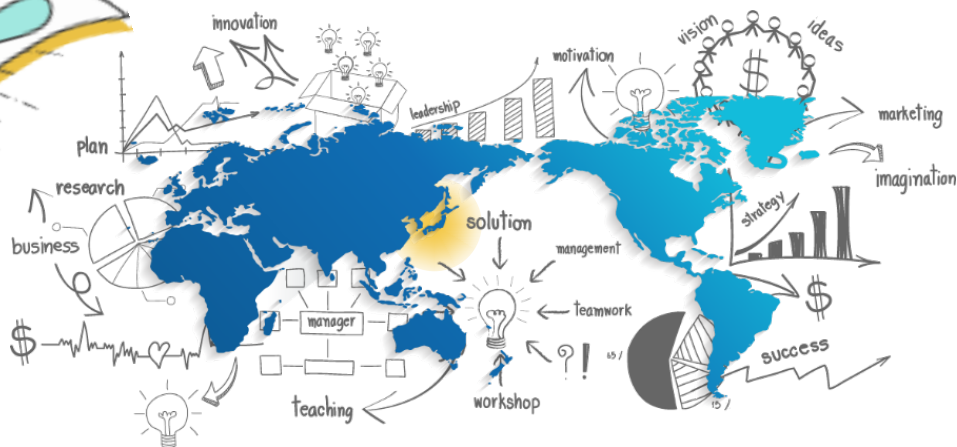 innovation
vision
ideas
motivation
$
leadership
marketing
plan
imagination
research
strategy
solution
business
management
$
teamwork
manager
$
? !
success
teaching
workshop